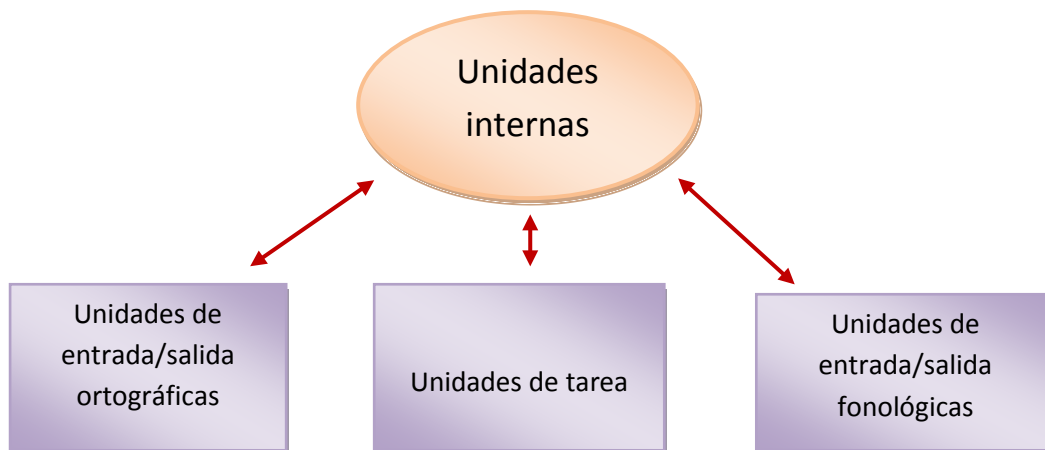 Unidades
internas
Unidades de
entrada/salida
ortográficas
Unidades de tarea
Unidades de
entrada/salida
fonológicas